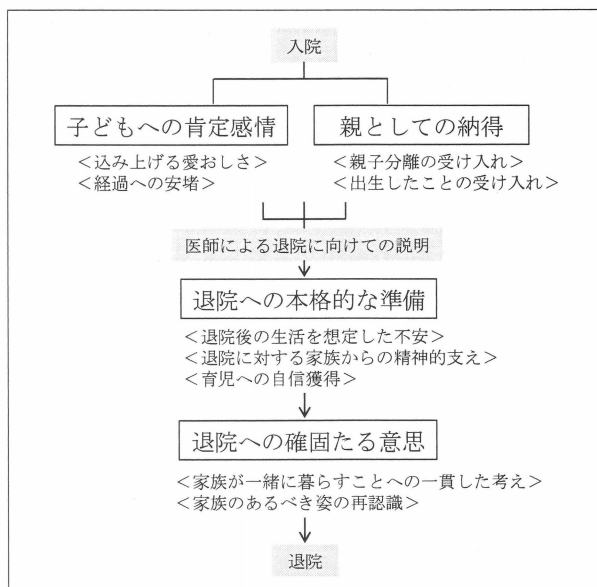 入院
子どもへの肯定感情
親としての納得
＜込み上げる愛おしさ＞
＜経過への安堵＞
＜親子分離の受け入れ＞
＜出生したことの受け入れ＞
医師による退院に向けての説明
退院への本格的な準備
＜退院後の生活を想定した不安＞
＜退院に対する家族からの精神的支え＞
＜育児への自信獲得＞
退院への確固たる意思
＜家族が一緒に暮らすことへの一貫した考え＞
＜家族のあるべき姿の再認識＞
退院